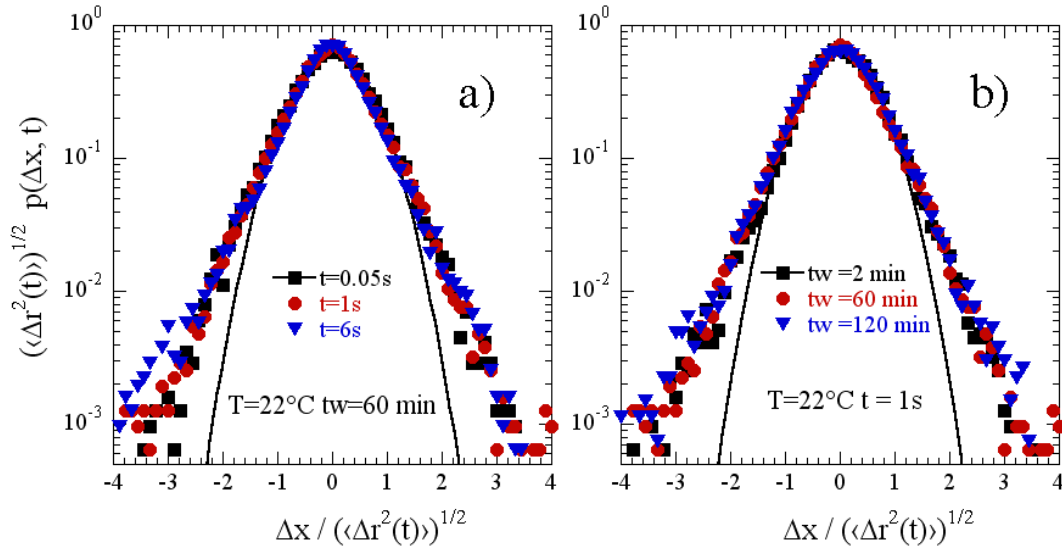 a)
b)
10⁰
10⁻¹
10⁻²
10⁻³
(‹Δr²(t)›)^1/2 p(Δx, t)
t=0.05s
t=1s
t=6s
T=22°C tw=60 min
-4 -3 -2 -1 0 1 2 3 4
Δx / (‹Δr²(t)›)^1/2
10⁰
10⁻¹
10⁻²
10⁻³
tw =2 min
tw =60 min
tw =120 min
T=22°C t = 1s
-4 -3 -2 -1 0 1 2 3 4
Δx / (‹Δr²(t)›)^1/2